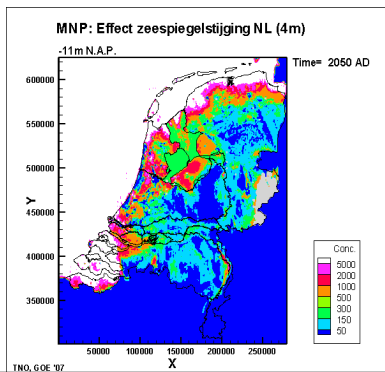 MNP: Effect zeespiegelstijging NL (4m)
-11m N.A.P.
Time= 2050 AD
600000
550000
500000
450000
400000
350000
Y
50000 100000 150000 200000 250000
X
Conc.
5000
2000
1000
500
300
150
50
TNO, GOE '07